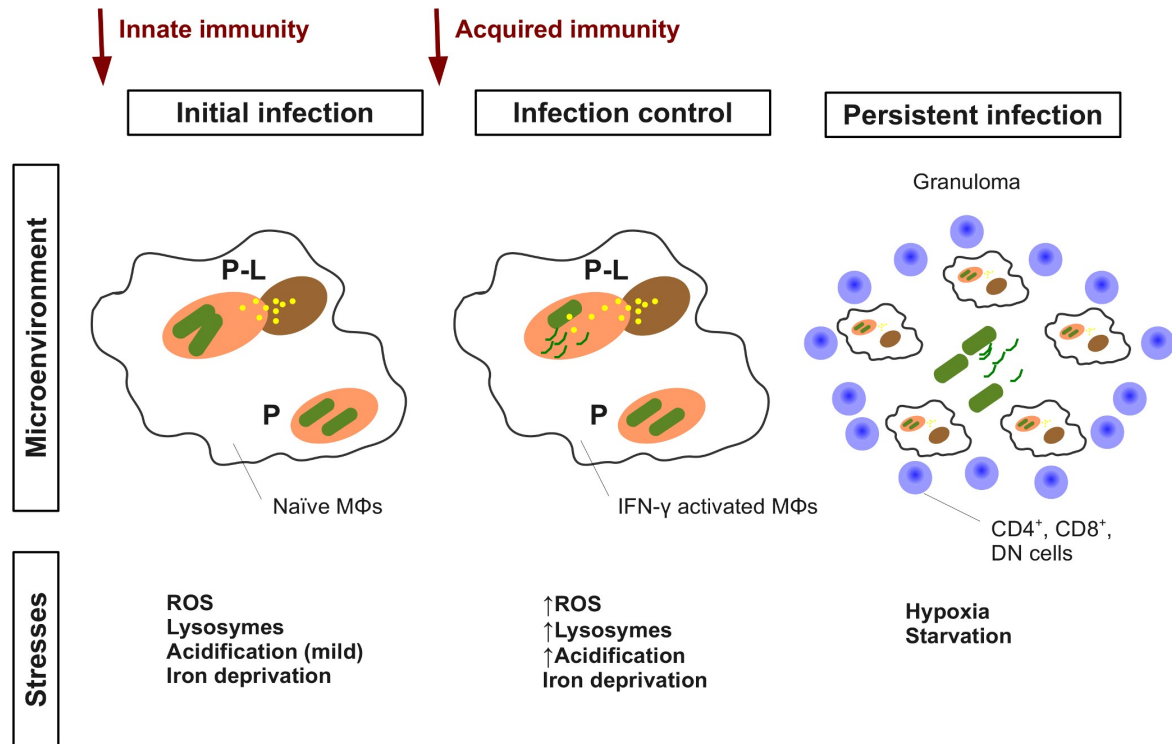 Innate immunity
Acquired immunity
Initial infection
Infection control
Persistent infection
Microenvironment
Granuloma
P-L
P
Naïve MΦs
P-L
P
IFN-γ activated MΦs
CD4⁺, CD8⁺,
DN cells
Stresses
ROS
Lysosymes
Acidification (mild)
Iron deprivation
↑ROS
↑Lysosymes
↑Acidification
Iron deprivation
Hypoxia
Starvation